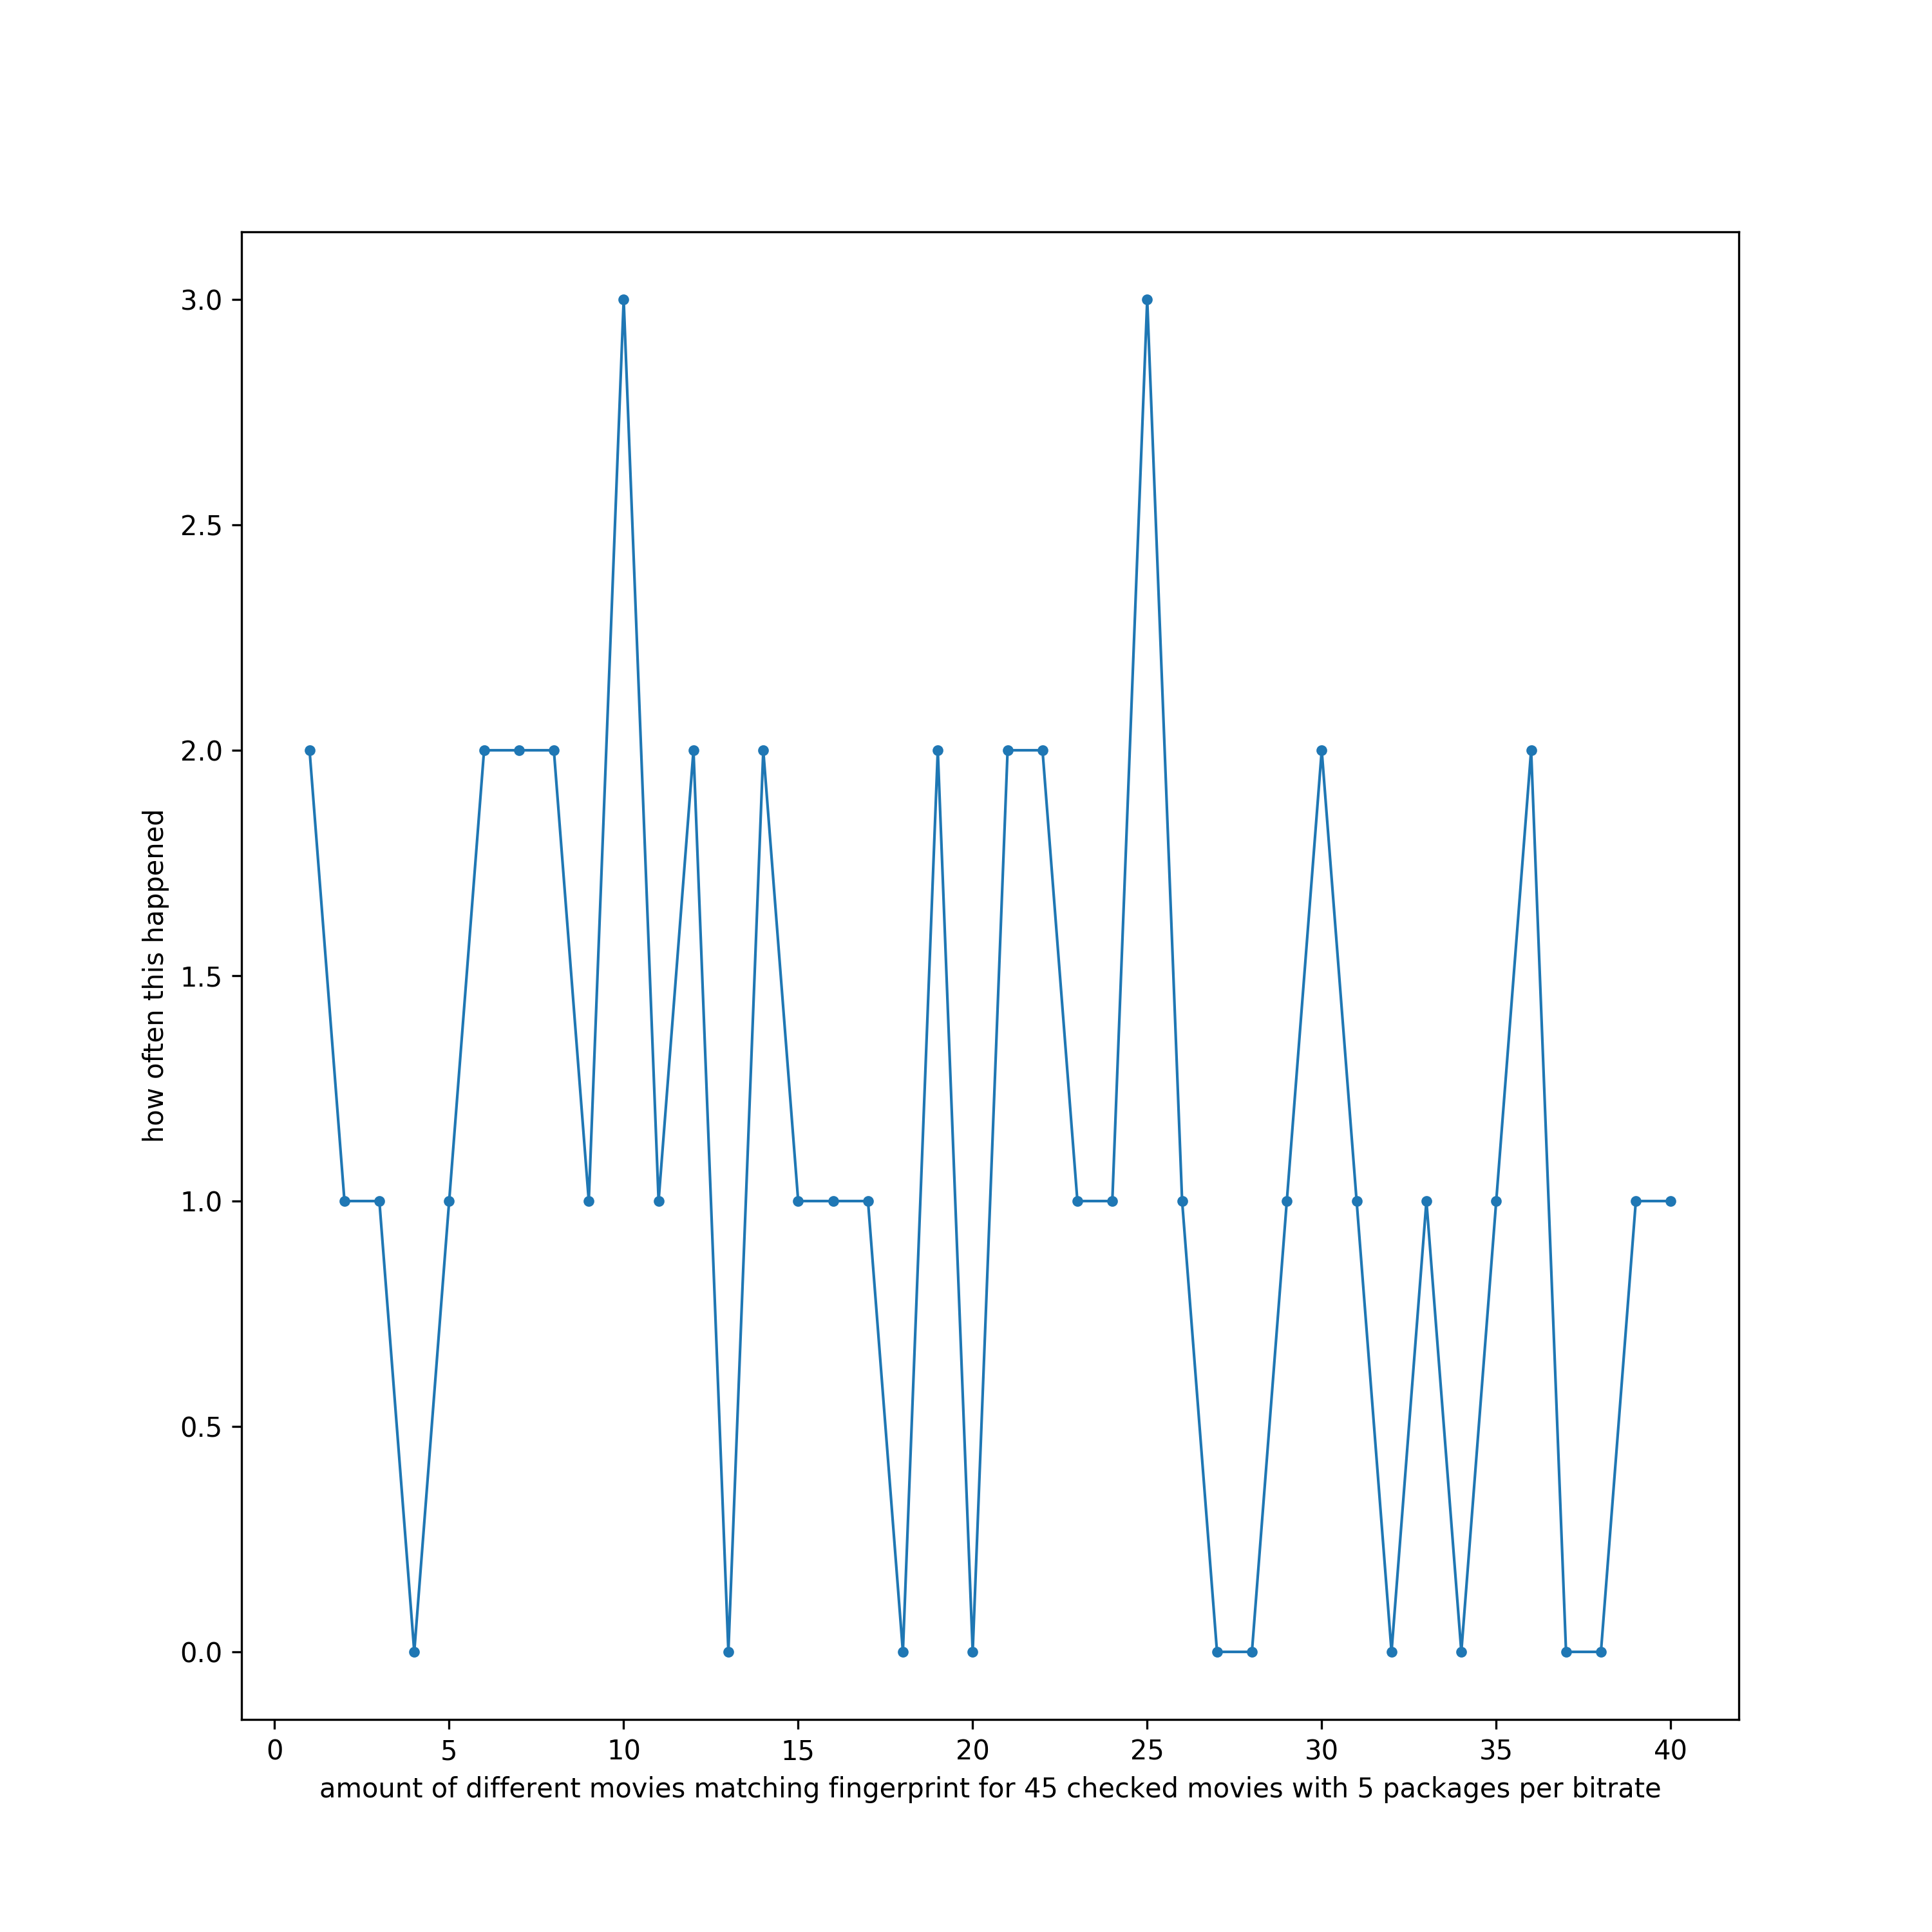 3.0
2.5
2.0
1.5
1.0
0.5
0.0
how often this happened
0 5 10 15 20 25 30 35 40
amount of different movies matching fingerprint for 45 checked movies with 5 packages per bitrate